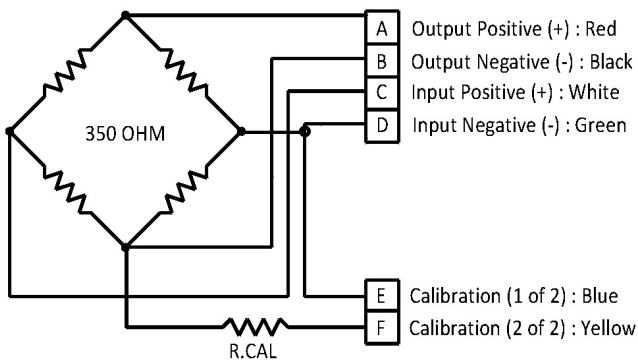 A Output Positive (+) : Red
B Output Negative (-) : Black
C Input Positive (+) : White
350 OHM
D Input Negative (-) : Green
E Calibration (1 of 2) : Blue
F Calibration (2 of 2) : Yellow
R.CAL